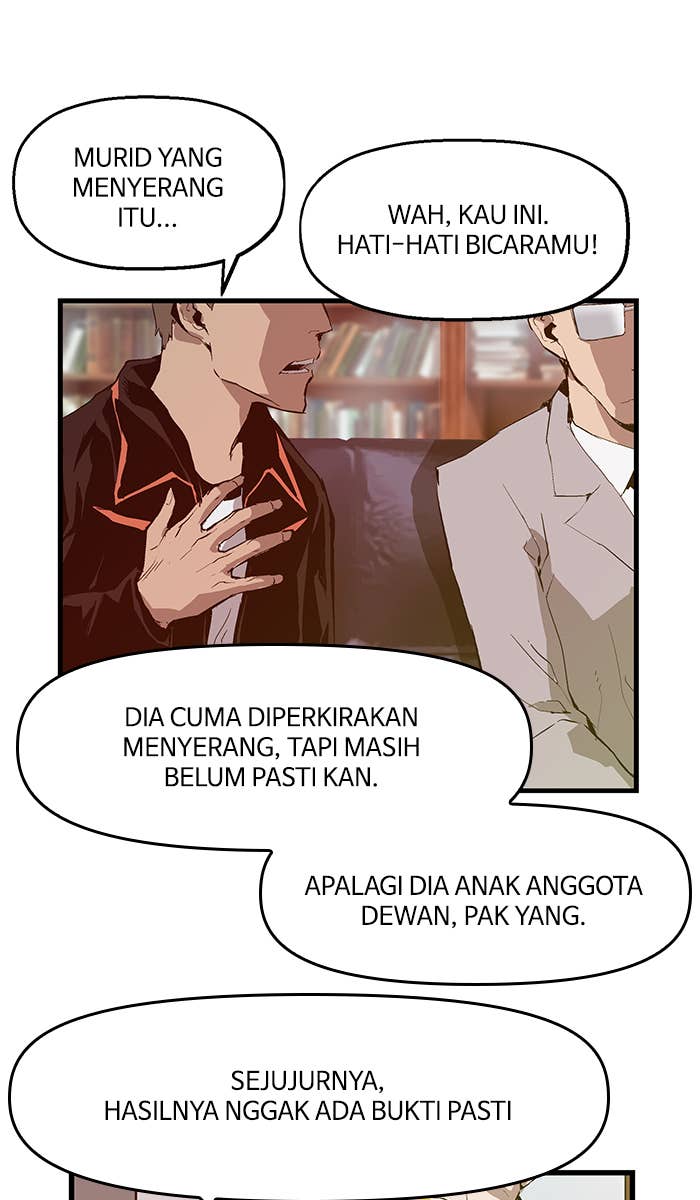 MURID YANG
MENYERANG
ITU...
WAH, KAU INI.
HATI-HATI BICARAMU!
DIA CUMA DIPERKIRAKAN
MENYERANG, TAPI MASIH
BELUM PASTI KAN.
APALAGI DIA ANAK ANGGOTA
DEWAN, PAK YANG.
SEJUJURNYA,
HASILNYA NGGAK ADA BUKTI PASTI